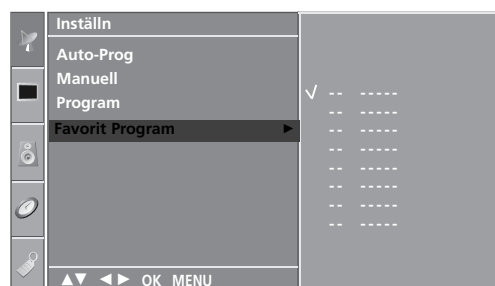 Inställn
Auto-Prog
Manuell
Program
Favorit Program ►
▲▼ ◄► OK MENU
√ -- -----
-- -----
-- -----
-- -----
-- -----
-- -----
-- -----
-- -----